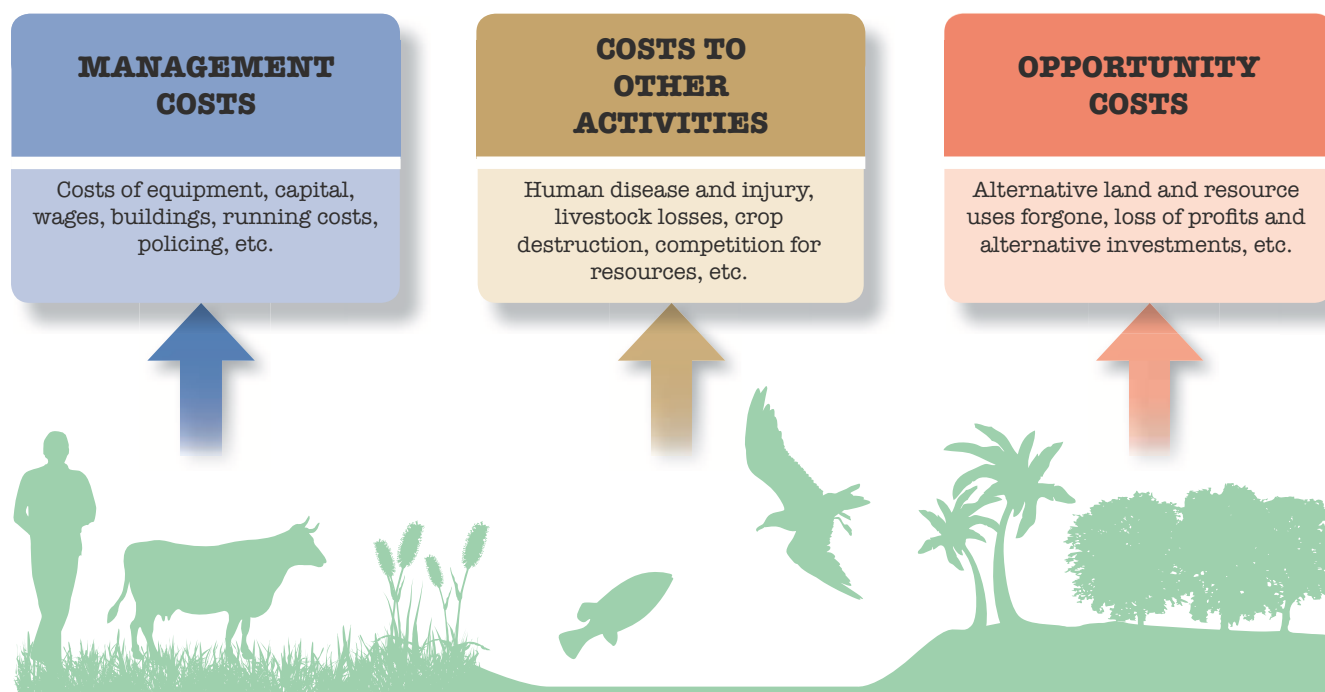 MANAGEMENT
COSTS
Costs of equipment, capital,
wages, buildings, running costs,
policing, etc.
COSTS TO
OTHER
ACTIVITIES
Human disease and injury,
livestock losses, crop
destruction, competition for
resources, etc.
OPPORTUNITY
COSTS
Alternative land and resource
uses forgone, loss of profits and
alternative investments, etc.